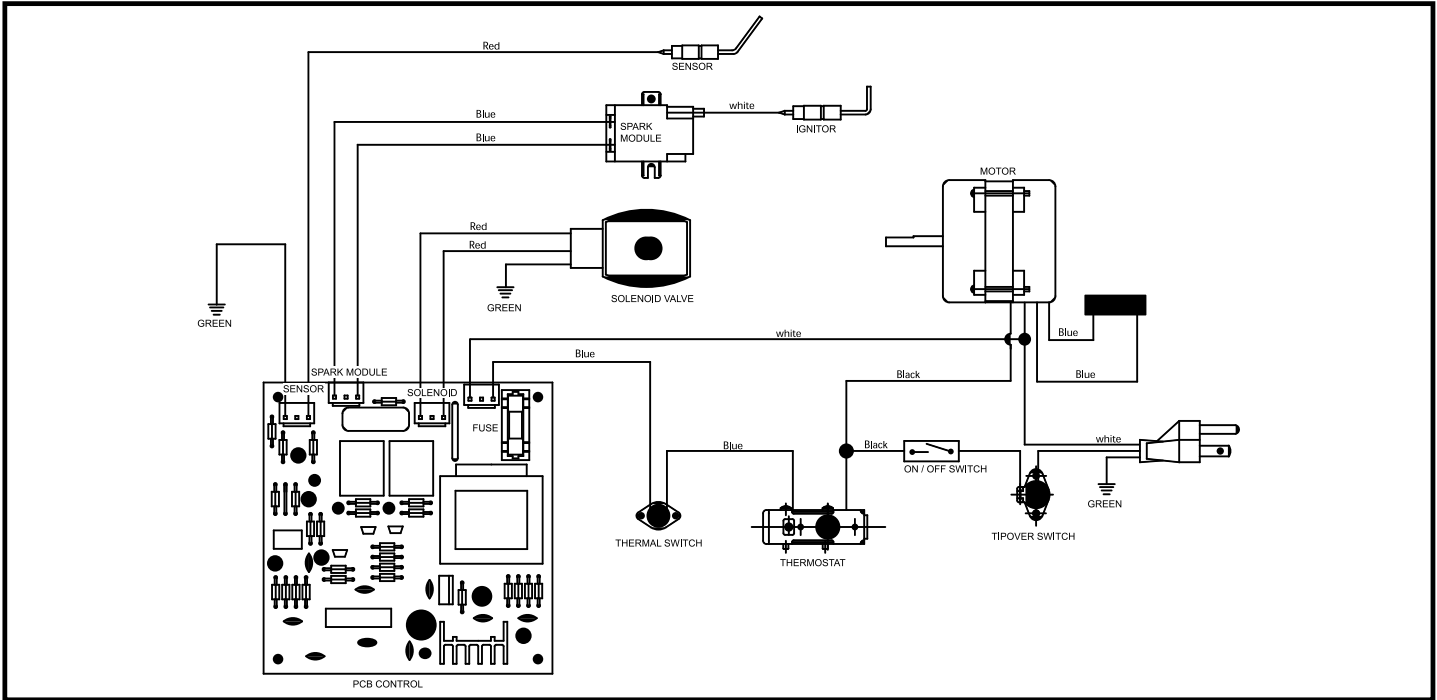 Red
SENSOR
Blue
white
SPARK
MODULE
IGNITOR
Blue
MOTOR
Red
Red
SOLENOID VALVE
GREEN
GREEN
white
Blue
Blue
Black
Blue
SPARK MODULE
SENSOR
SOLENOID
FUSE
Blue
Black
white
ON / OFF SWITCH
GREEN
THERMAL SWITCH
TIPOVER SWITCH
THERMOSTAT
PCB CONTROL